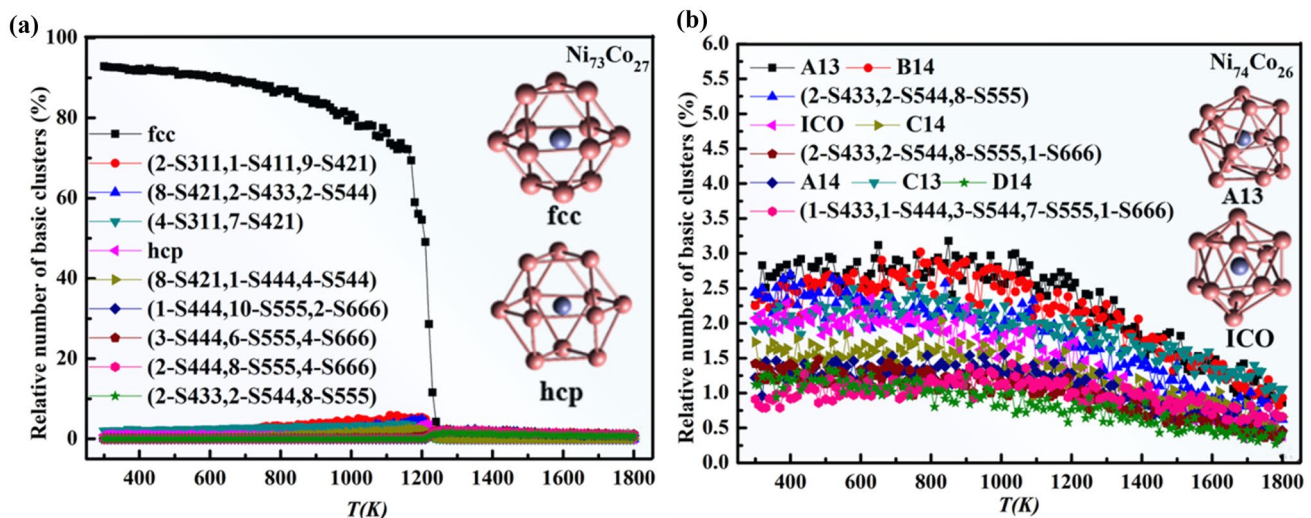 (a)
Relative number of basic clusters (%)
100
80
60
40
20
0
Ni73Co27
fcc
(2-S311,1-S411,9-S421)
(8-S421,2-S433,2-S544)
(4-S311,7-S421)
hcp
(8-S421,1-S444,4-S544)
(1-S444,10-S555,2-S666)
(3-S444,6-S555,4-S666)
(2-S444,8-S555,4-S666)
(2-S433,2-S544,8-S555)
fcc
hcp
400 600 800 1000 1200 1400 1600 1800
T(K)
(b)
Relative number of basic clusters (%)
6.0
5.5
5.0
4.5
4.0
3.5
3.0
2.5
2.0
1.5
1.0
0.5
0.0
Ni74Co26
A13 B14
(2-S433,2-S544,8-S555)
ICO C14
(2-S433,2-S544,8-S555,1-S666)
A14 C13 D14
(1-S433,1-S444,3-S544,7-S555,1-S666)
A13
ICO
400 600 800 1000 1200 1400 1600 1800
T(K)